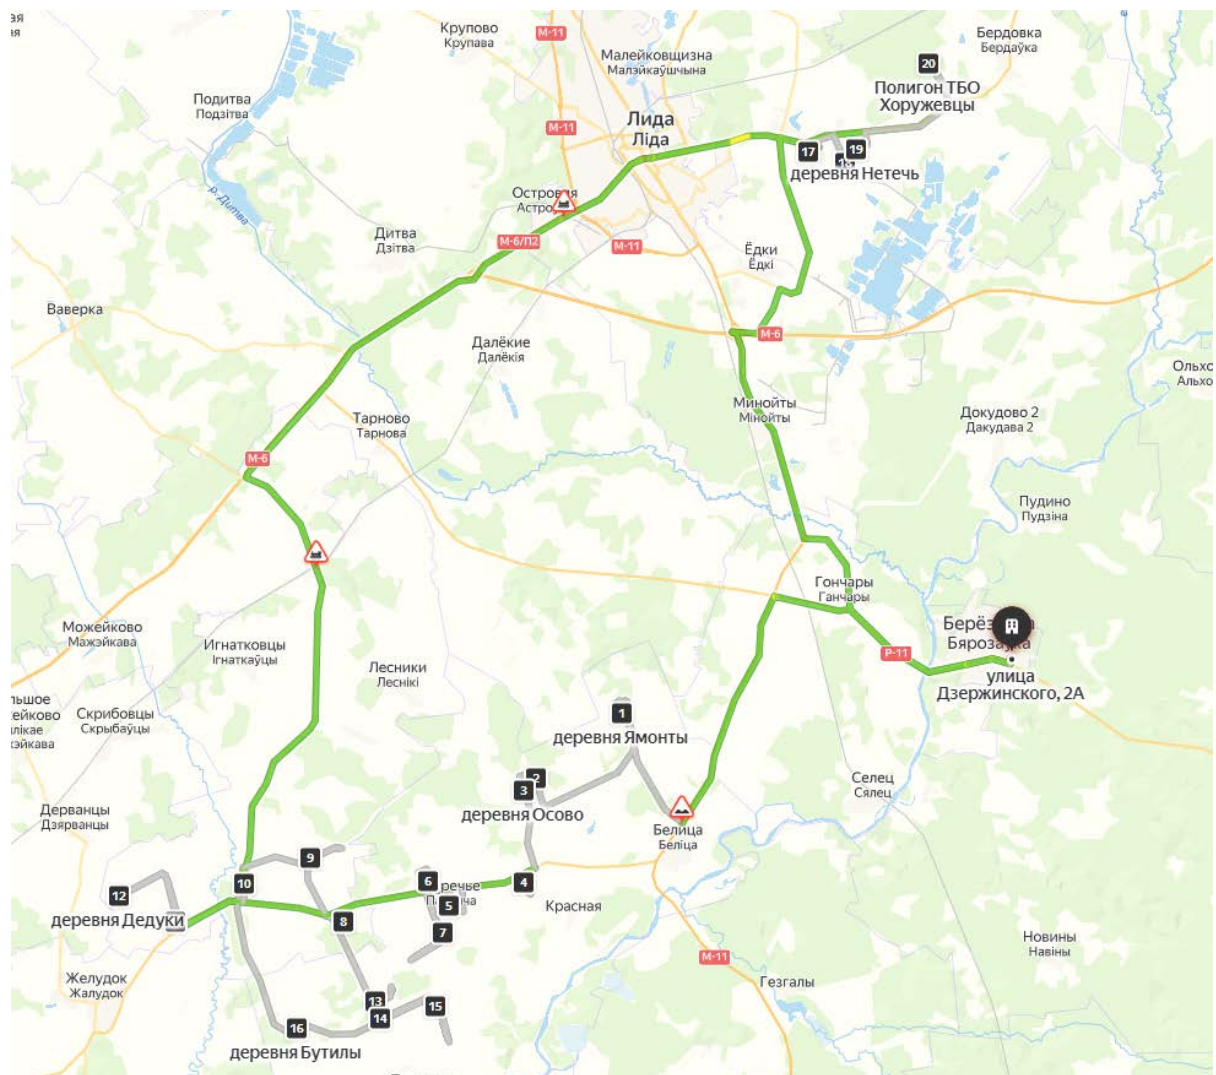 Крупово
Крупава
М-11
Бердовка
Бердаўка
Малейковщизна
Малэйкаўшчына
20
Полигон ТБО
Хоружевцы
Подитва
Подзітва
Лида
Ліда
М-11
17
19
деревня Нетечь
р. Дитва
Островля
Дитва
Дзітва
М-6/П2
М-11
Ёдки
Ёдкі
Ваверка
М-6
Далёкие
Далёкія
Минойты
Мінойты
Тарново
Тарнова
Докудово 2
Дакудава 2
М-6
Пудино
Пудзіна
Гончары
Ганчары
Можейково
Мажэйкава
Игнатковцы
Ігнаткаўцы
Лесники
Леснікі
Р-11
Бярозаўка
улица
Дзержинского, 2А
Скрибовцы
Скрыбаўцы
1
деревня Ямонты
2
3
деревня Осово
Селец
Сялец
Дерванцы
Дзярванцы
Белица
Беліца
9
10
6
4
12
5
Красная
деревня Дедуки
8
7
Новины
Навіны
М-11
Желудок
Жалудок
Гезгалы
13
14
15
16
деревня Бутилы